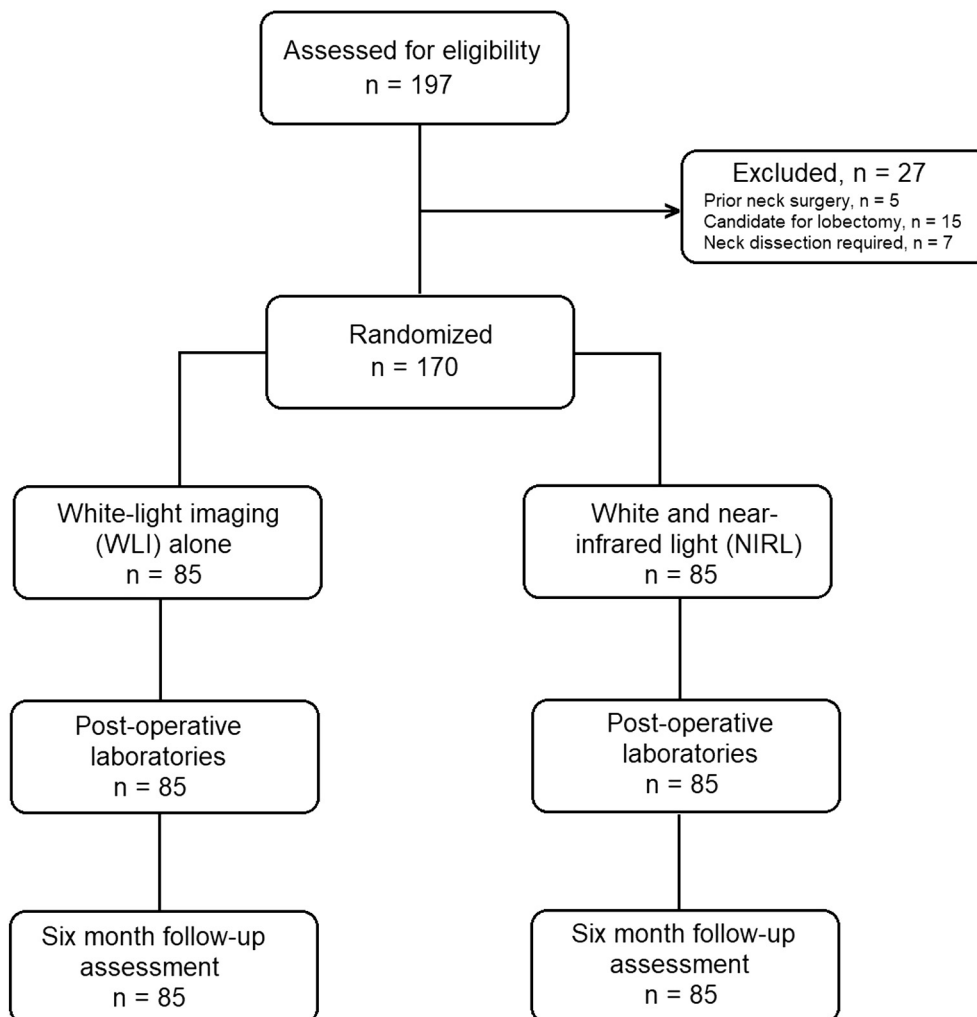 Assessed for eligibility
n = 197
Excluded, n = 27
Prior neck surgery, n = 5
Candidate for lobectomy, n = 15
Neck dissection required, n = 7
Randomized
n = 170
White-light imaging
(WLI) alone
n = 85
White and near-
infrared light (NIRL)
n = 85
Post-operative
laboratories
n = 85
Post-operative
laboratories
n = 85
Six month follow-up
assessment
n = 85
Six month follow-up
assessment
n = 85